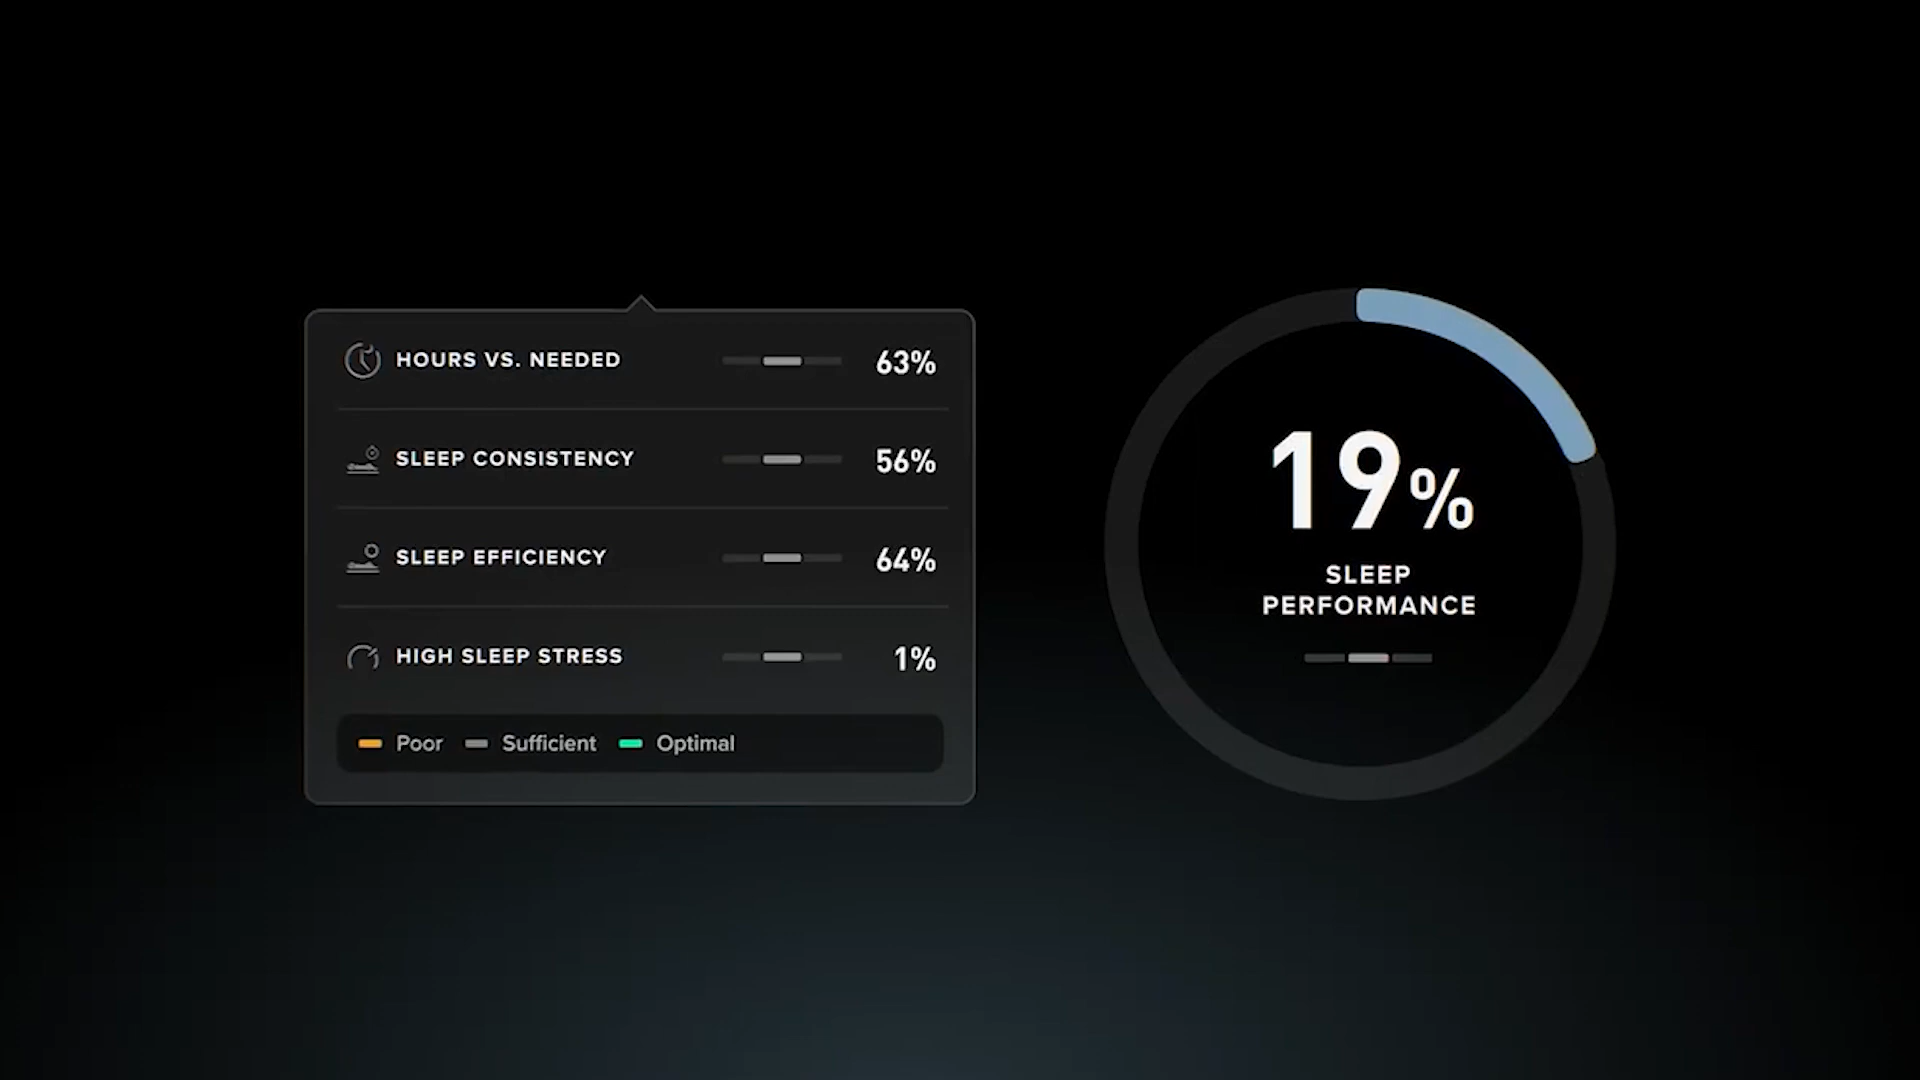 HOURS VS. NEEDED 63%
SLEEP CONSISTENCY 56%
SLEEP EFFICIENCY 64%
HIGH SLEEP STRESS 1%
Poor Sufficient Optimal
19%
SLEEP
PERFORMANCE